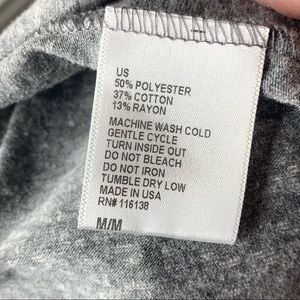 US
50% POLYESTER
37% COTTON
13% RAYON
MACHINE WASH COLD
GENTLE CYCLE
TURN INSIDE OUT
DO NOT BLEACH
DO NOT IRON
TUMBLE DRY LOW
MADE IN USA
RN# 116138
M/M